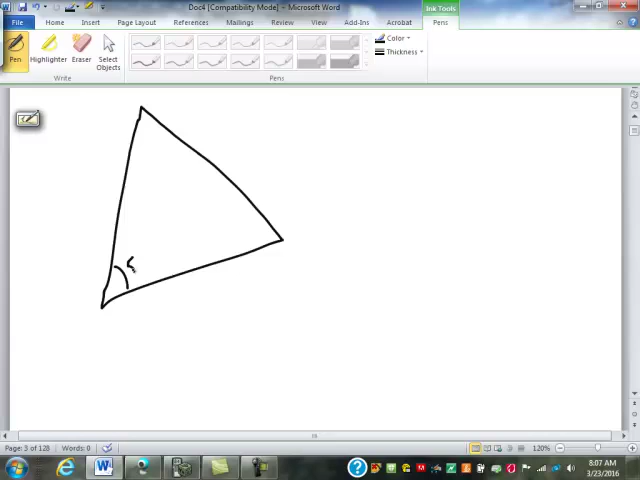 Doc4 [Compatibility Mode] - Microsoft Word
Ink Tools
File Home Insert Page Layout References Mailings Review View Add-Ins Acrobat Pens
Pen Highlighter Eraser Select Objects
Color
Thickness
Write
Pens
Page: 3 of 128 Words: 0
120%
8:07 AM
3/23/2016